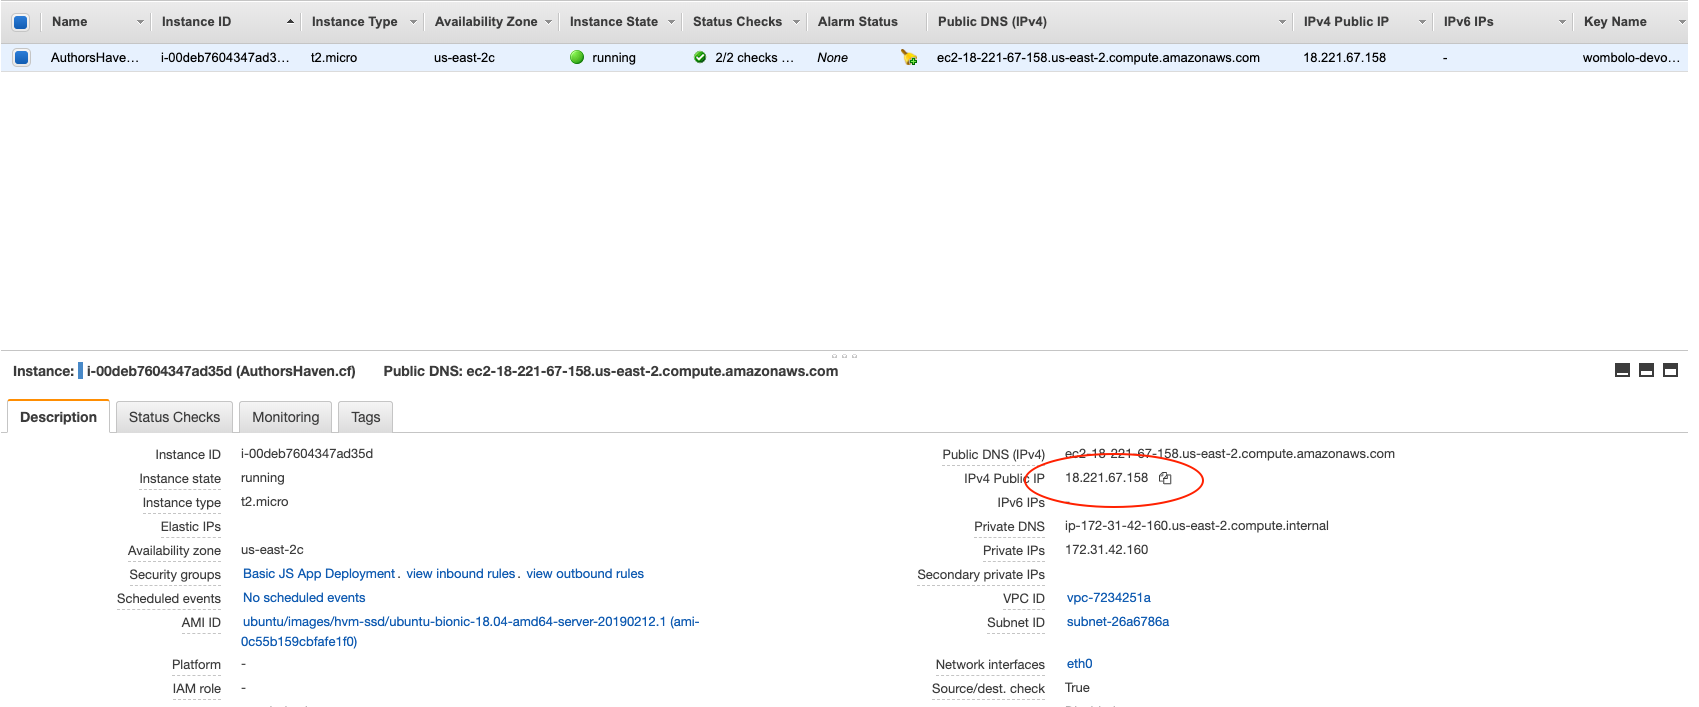 Name Instance ID Instance Type Availability Zone Instance State Status Checks Alarm Status Public DNS (IPv4) IPv4 Public IP IPv6 IPs Key Name
AuthorsHave... i-00deb7604347ad3... t2.micro us-east-2c running 2/2 checks ... None ec2-18-221-67-158.us-east-2.compute.amazonaws.com 18.221.67.158 - wombolo-devo...
Instance: i-00deb7604347ad35d (AuthorsHaven.cf) Public DNS: ec2-18-221-67-158.us-east-2.compute.amazonaws.com
Description Status Checks Monitoring Tags
Instance ID i-00deb7604347ad35d Public DNS (IPv4) ec2-18-221-67-158.us-east-2.compute.amazonaws.com
Instance state running IPv4 Public IP 18.221.67.158
Instance type t2.micro IPv6 IPs -
Elastic IPs Private DNS ip-172-31-42-160.us-east-2.compute.internal
Availability zone us-east-2c Private IPs 172.31.42.160
Security groups Basic JS App Deployment. view inbound rules. view outbound rules Secondary private IPs
Scheduled events No scheduled events VPC ID vpc-7234251a
AMI ID ubuntu/images/hvm-ssd/ubuntu-bionic-18.04-amd64-server-20190212.1 (ami-0c55b159cbfafe1f0) Subnet ID subnet-26a6786a
Platform - Network interfaces eth0
IAM role - Source/dest. check True